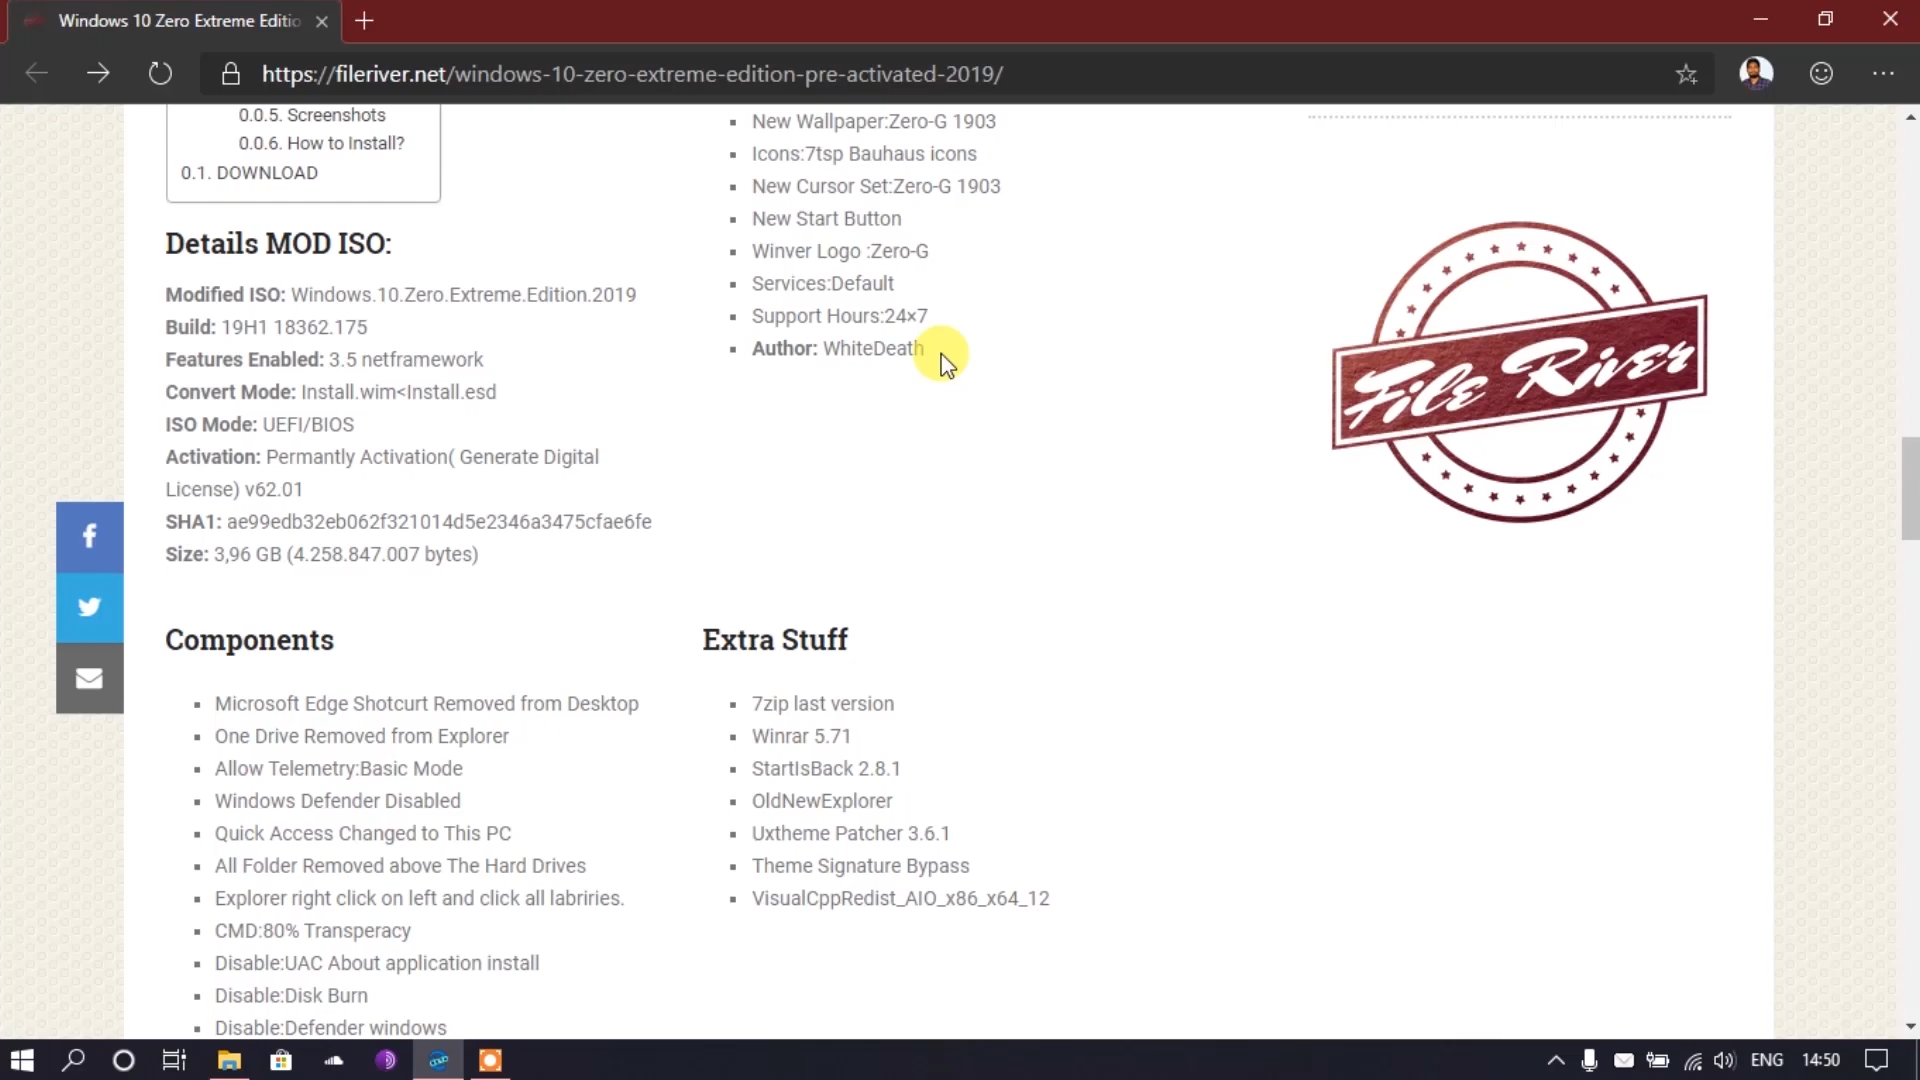 Windows 10 Zero Extreme Editio
https://fileriver.net/windows-10-zero-extreme-edition-pre-activated-2019/
0.0.5. Screenshots
0.0.6. How to Install?
0.1. DOWNLOAD
Details MOD ISO:
Modified ISO: Windows.10.Zero.Extreme.Edition.2019
Build: 19H1 18362.175
Features Enabled: 3.5 netframework
Convert Mode: Install.wim<Install.esd
ISO Mode: UEFI/BIOS
Activation: Permantly Activation( Generate Digital
License) v62.01
SHA1: ae99edb32eb062f321014d5e2346a3475cfae6fe
Size: 3,96 GB (4.258.847.007 bytes)
New Wallpaper:Zero-G 1903
Icons:7tsp Bauhaus icons
New Cursor Set:Zero-G 1903
New Start Button
Winver Logo :Zero-G
Services:Default
Support Hours:24×7
Author: WhiteDeath
File River
Components
Microsoft Edge Shotcurt Removed from Desktop
One Drive Removed from Explorer
Allow Telemetry:Basic Mode
Windows Defender Disabled
Quick Access Changed to This PC
All Folder Removed above The Hard Drives
Explorer right click on left and click all labriries.
CMD:80% Transperacy
Disable:UAC About application install
Disable:Disk Burn
Disable:Defender windows
Extra Stuff
7zip last version
Winrar 5.71
StartIsBack 2.8.1
OldNewExplorer
Uxtheme Patcher 3.6.1
Theme Signature Bypass
VisualCppRedist_AIO_x86_x64_12
ENG
14:50